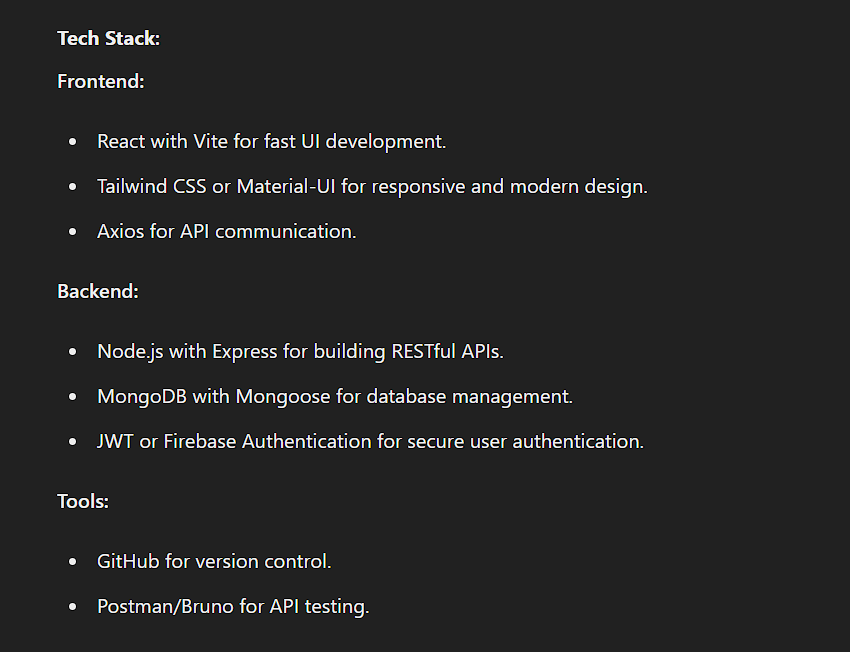 Tech Stack:
Frontend:
• React with Vite for fast UI development.
• Tailwind CSS or Material-UI for responsive and modern design.
• Axios for API communication.
Backend:
• Node.js with Express for building RESTful APIs.
• MongoDB with Mongoose for database management.
• JWT or Firebase Authentication for secure user authentication.
Tools:
• GitHub for version control.
• Postman/Bruno for API testing.